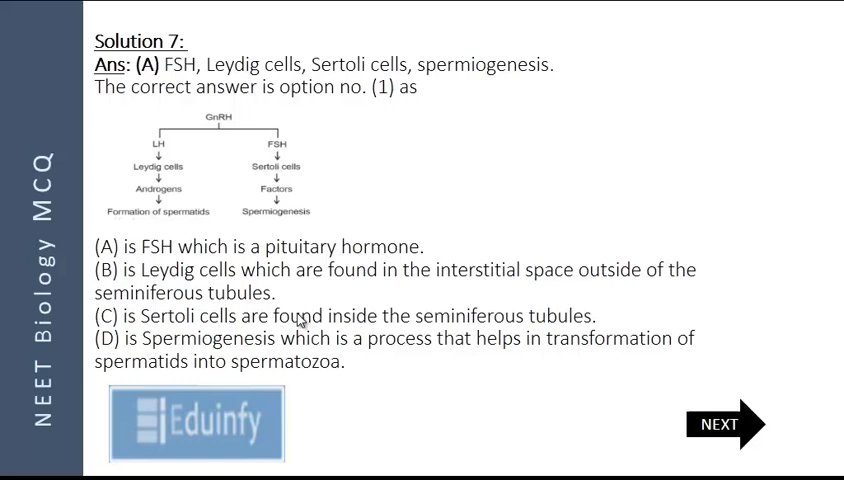 Solution 7:
Ans: (A) FSH, Leydig cells, Sertoli cells, spermiogenesis.
The correct answer is option no. (1) as
GnRH
LH FSH
Leydig cells Sertoli cells
Androgens Factors
Formation of spermatids Spermiogenesis
(A) is FSH which is a pituitary hormone.
(B) is Leydig cells which are found in the interstitial space outside of the
seminiferous tubules.
(C) is Sertoli cells are found inside the seminiferous tubules.
(D) is Spermiogenesis which is a process that helps in transformation of
spermatids into spermatozoa.
NEET Biology MCQ
Eduinfy
NEXT